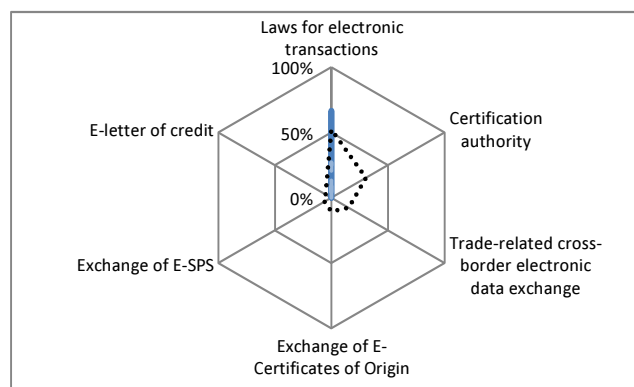 Laws for electronic
transactions
100%
Certification
authority
E-letter of credit
50%
0%
Exchange of E-SPS
Trade-related cross-
border electronic
data exchange
Exchange of E-
Certificates of Origin